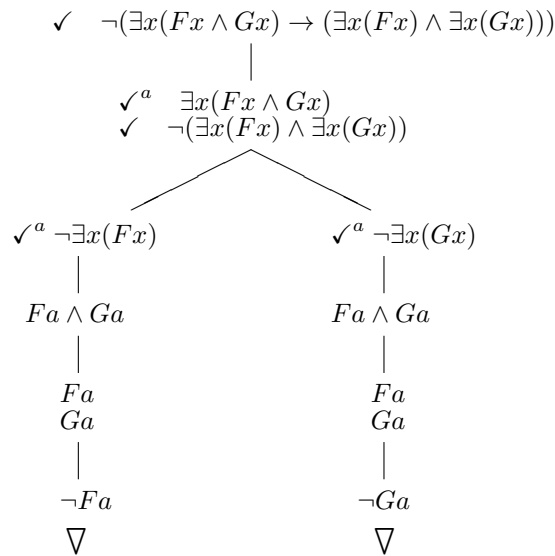 ✓ ¬(∃x(Fx ∧ Gx) → (∃x(Fx) ∧ ∃x(Gx)))
✓ᵃ ∃x(Fx ∧ Gx)
✓ ¬(∃x(Fx) ∧ ∃x(Gx))
✓ᵃ ¬∃x(Fx) ✓ᵃ ¬∃x(Gx)
Fa ∧ Ga Fa ∧ Ga
Fa Fa
Ga Ga
¬Fa ¬Ga
▽ ▽